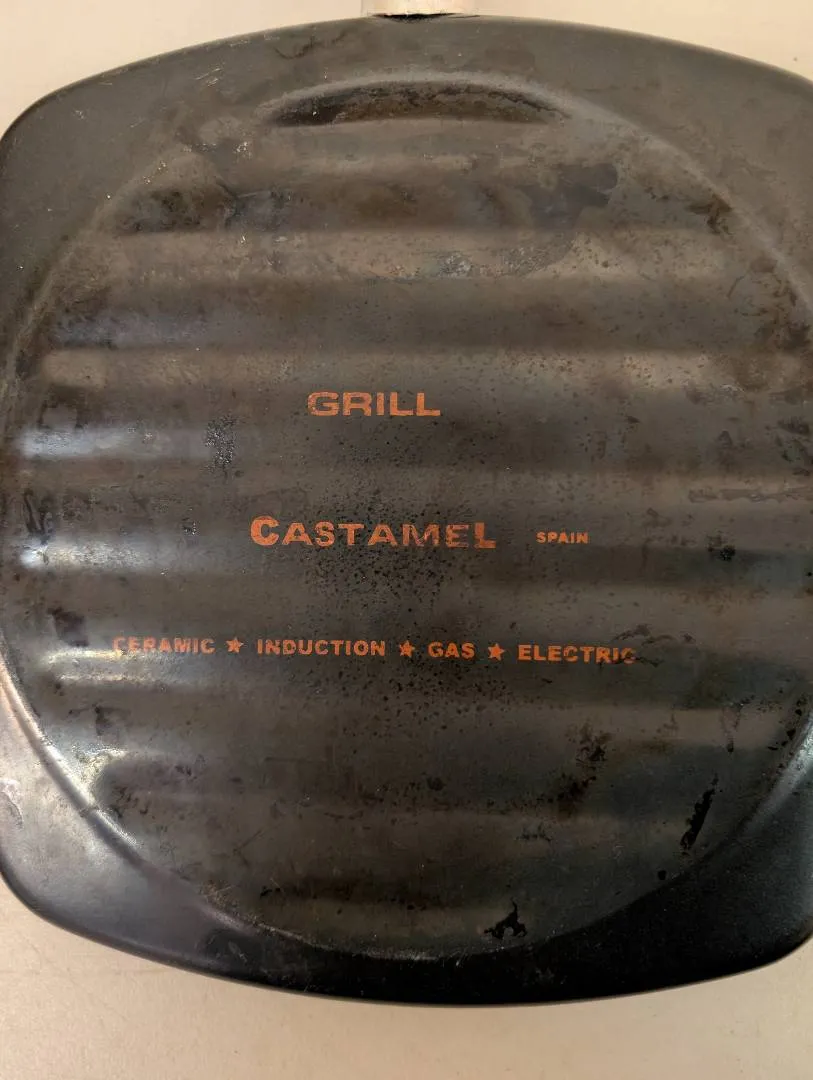 GRILL
CASTAMEL SPAIN
CERAMIC ★ INDUCTION ★ GAS ★ ELECTRIC